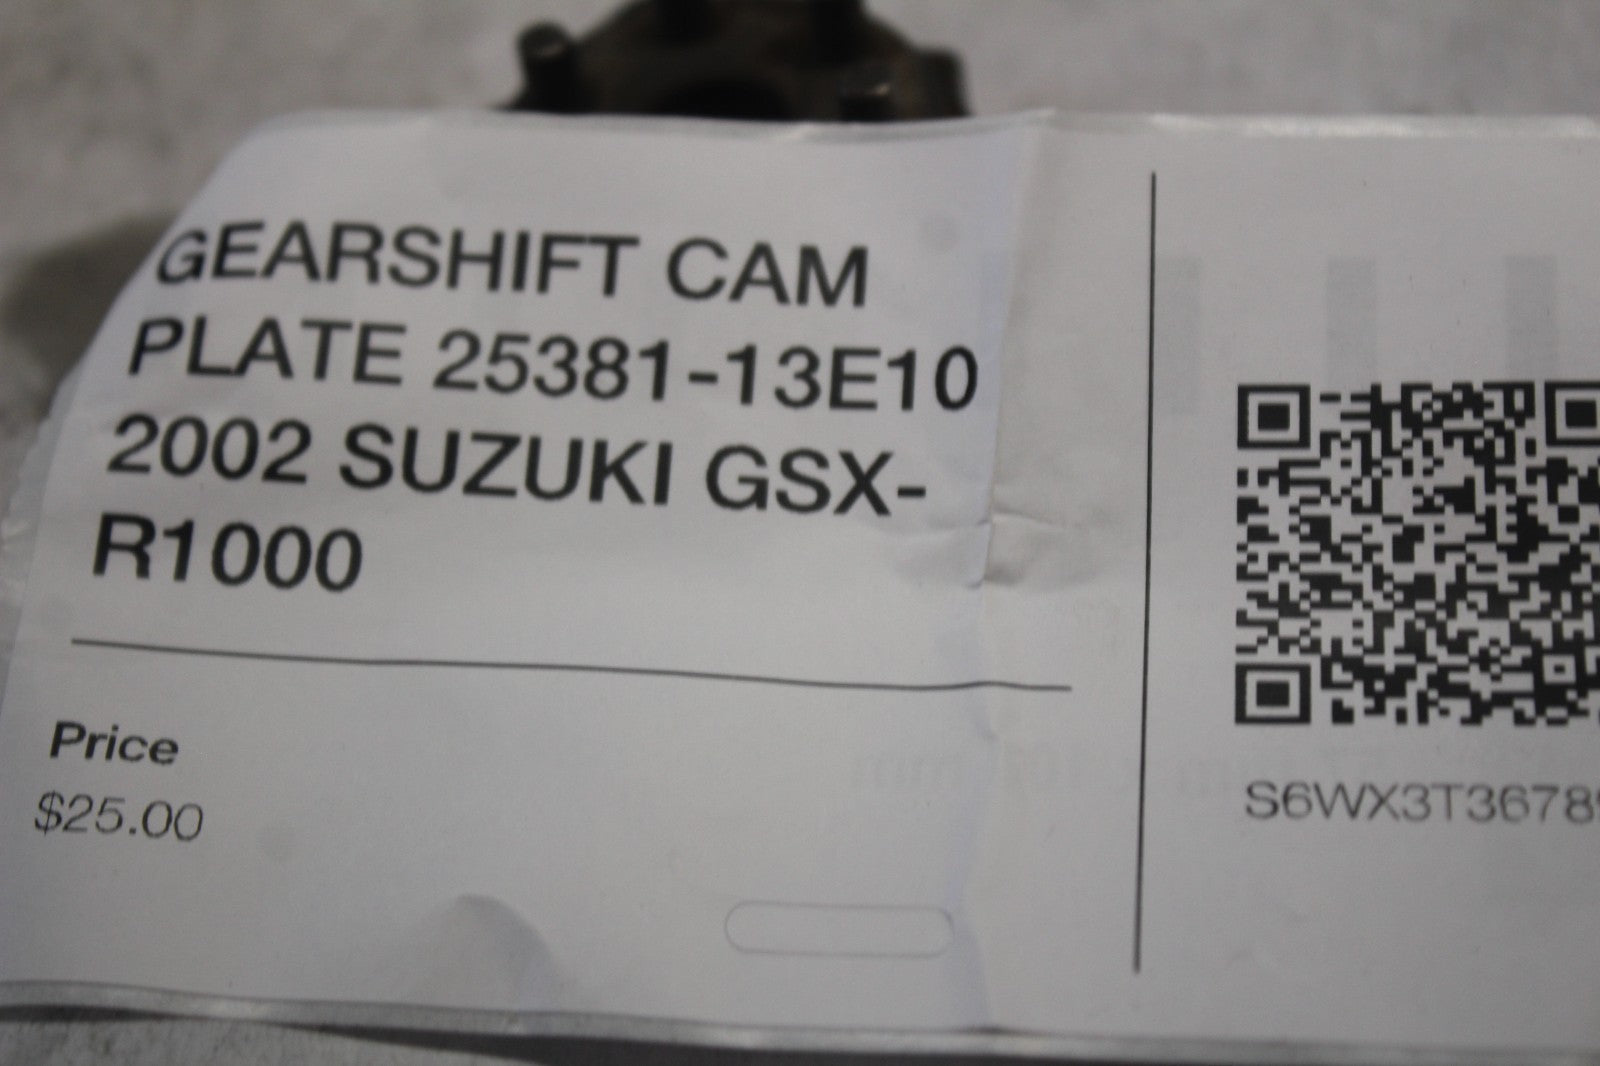 GEARSHIFT CAM
PLATE 25381-13E10
2002 SUZUKI GSX-
R1000
Price
$25.00
S6WX3T3678